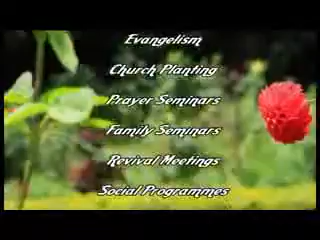 Evangelism
Church Planting
Prayer Seminars
Family Seminars
Revival Meetings
Social Programmes